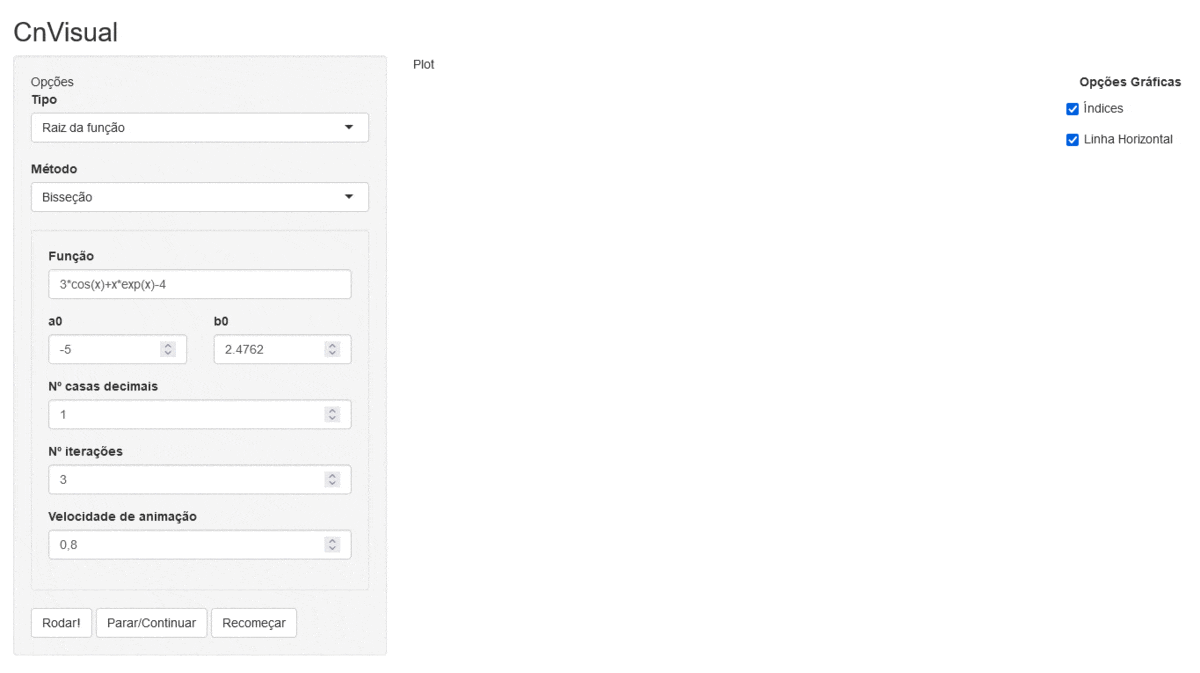 CnVisual
Opções
Tipo
Raiz da função
Método
Bisseção
Função
3*cos(x)+x*exp(x)-4
a0 b0
-5 2.4762
Nº casas decimais
1
Nº iterações
3
Velocidade de animação
0,8
Rodar! Parar/Continuar Recomeçar
Plot
Opções Gráficas
Índices
Linha Horizontal